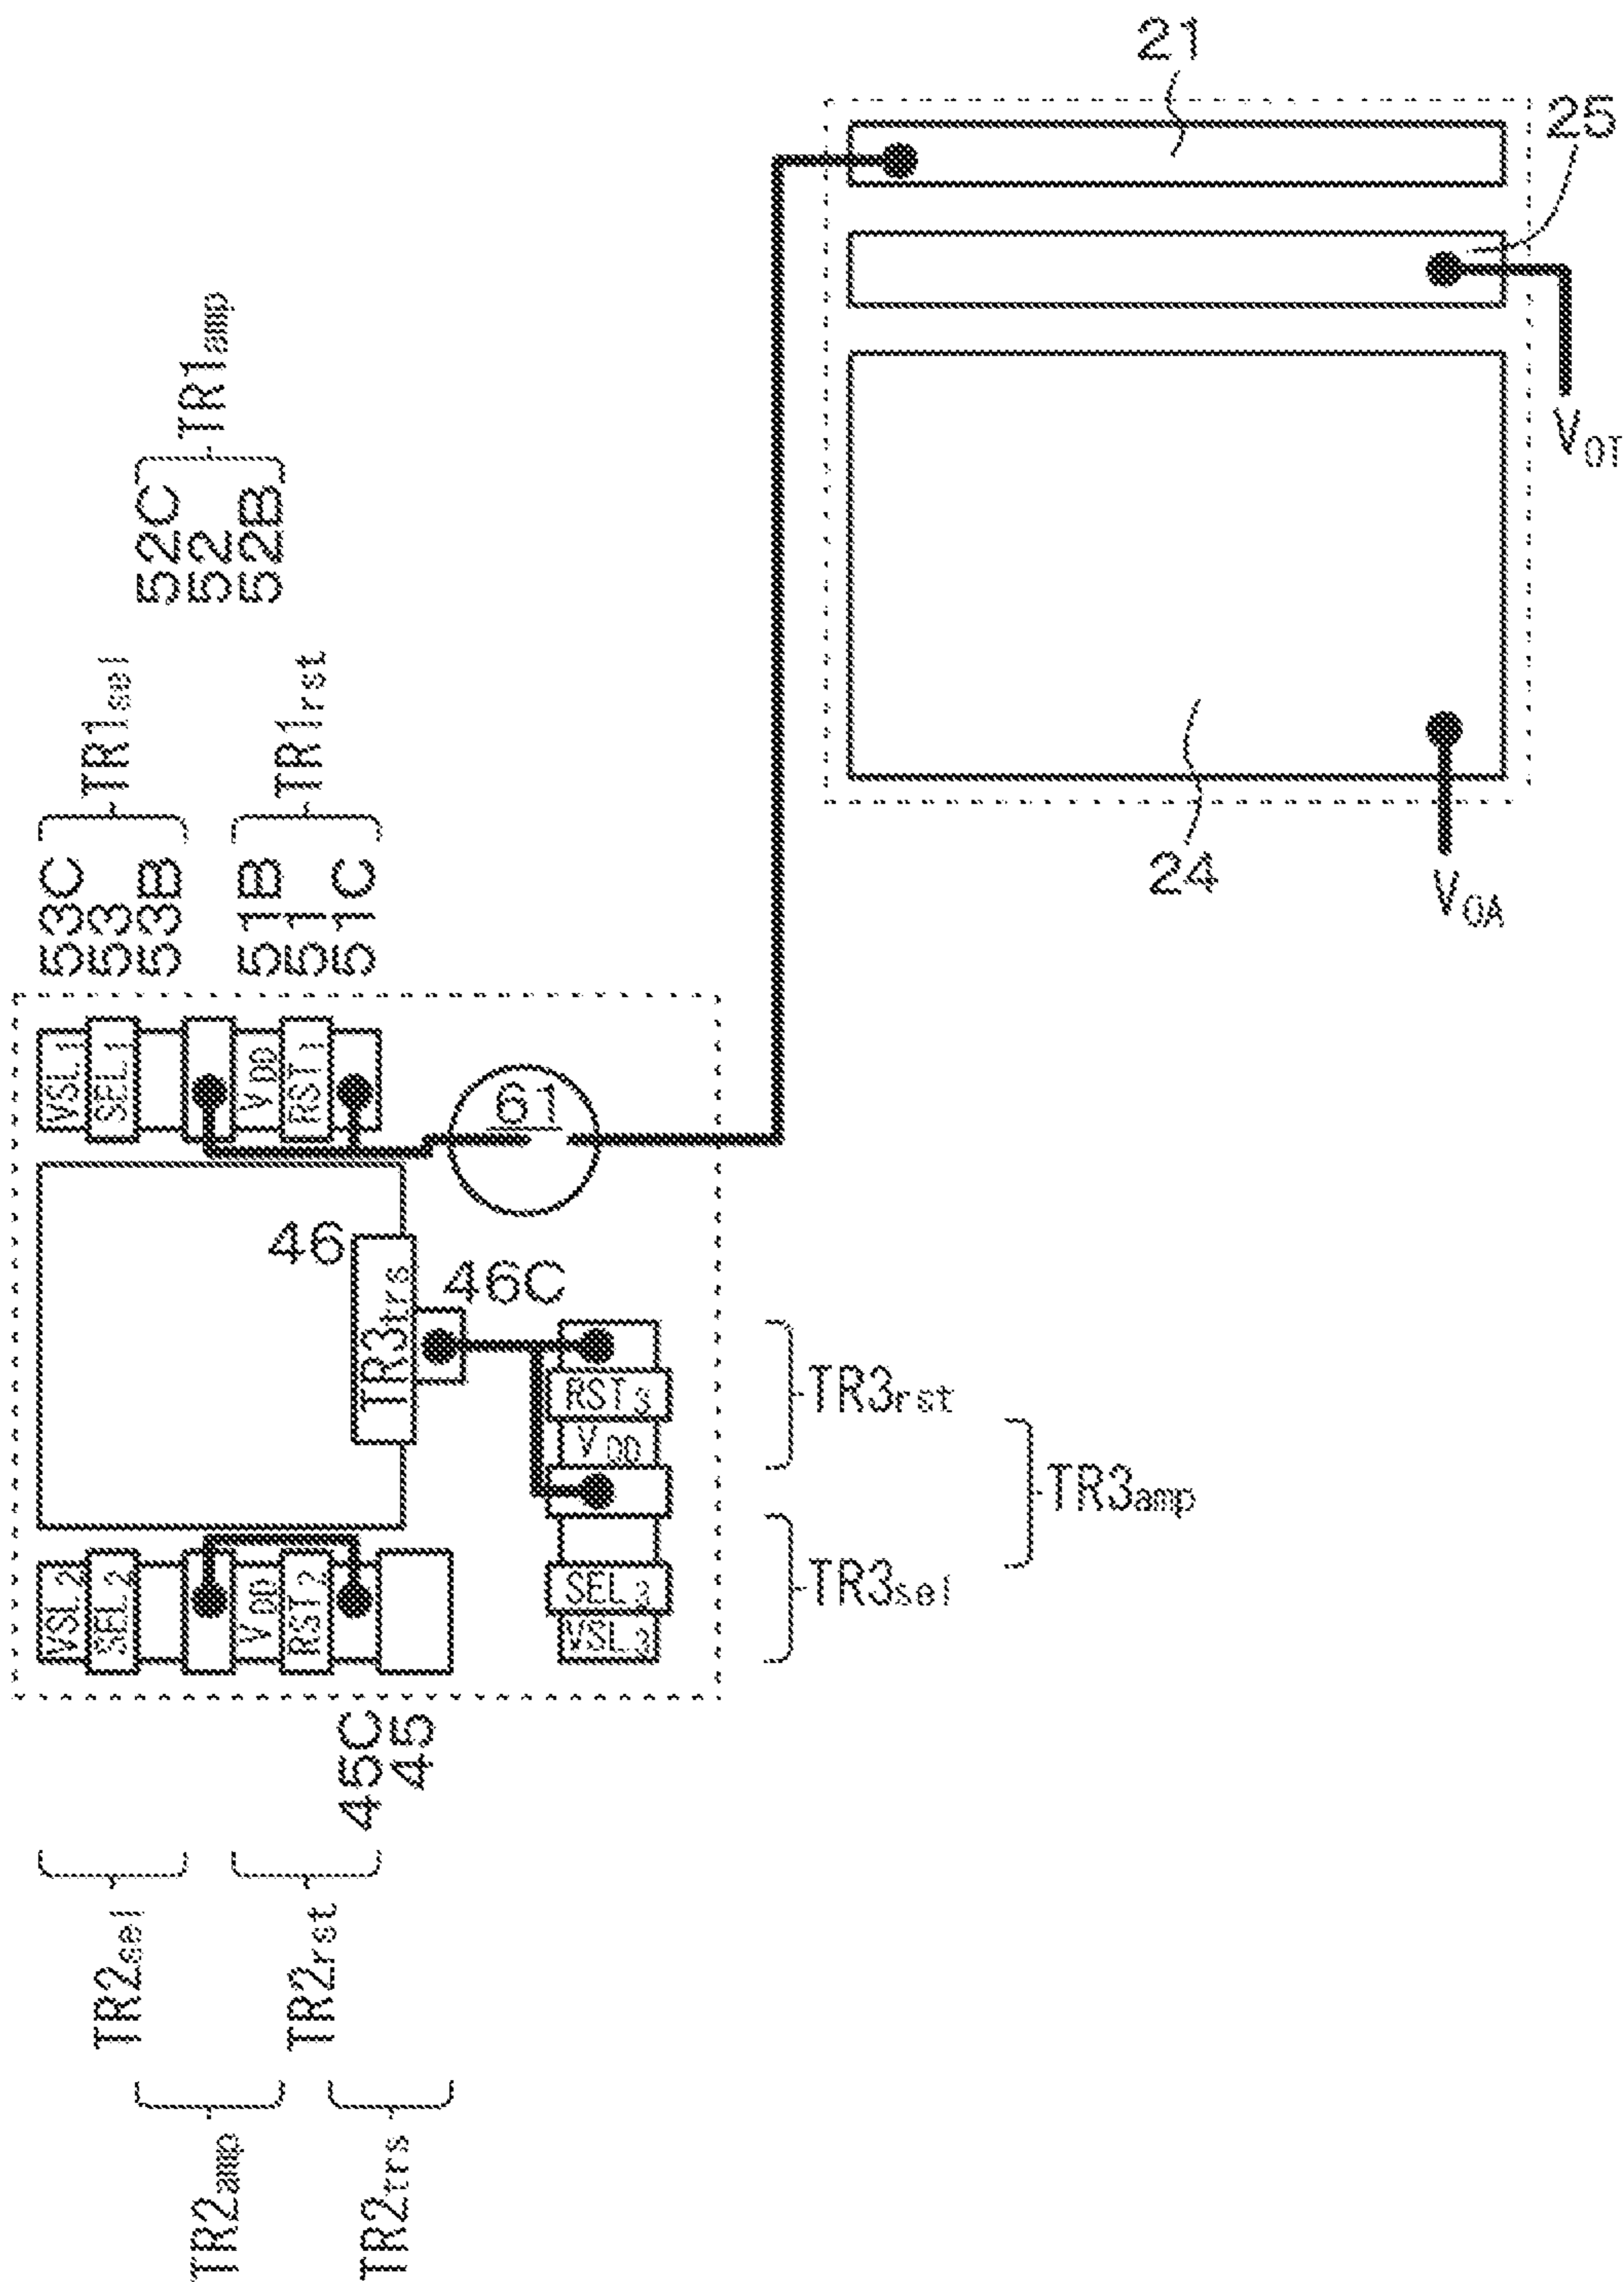 21
25
V_OT
24
V_OA
TR1amp
52C
52
52B
TR1sel
TR1rst
53C
53
53B
51B
51
51C
VSL1
SEL1
VDD
RST1
61
46
TR3trs
46C
RST3
VDD
SEL3
VSL3
TR3rst
TR3amp
TR3sel
VSL2
SEL2
VDD
RST2
45C
45
TR2sel
TR2rst
TR2amp
TR2trs